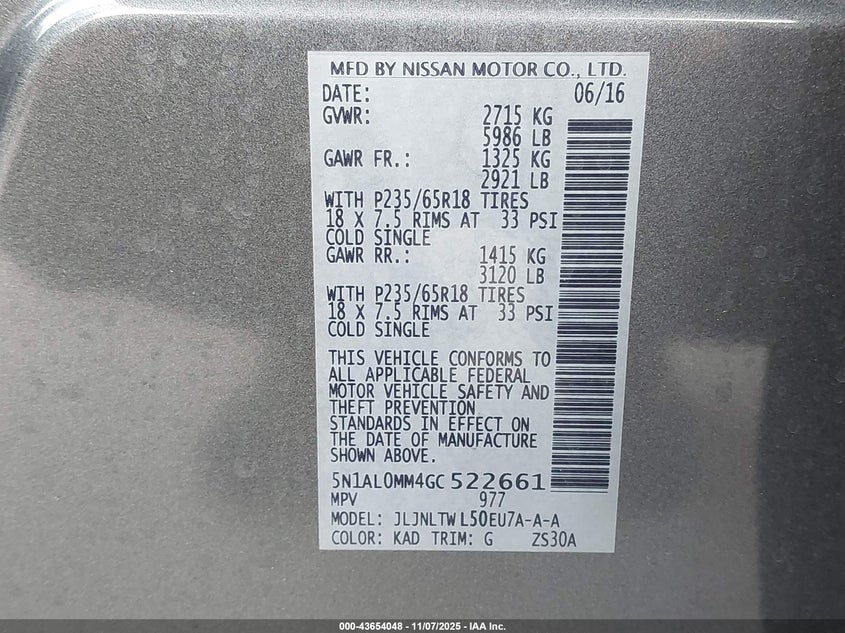 MFD BY NISSAN MOTOR CO., LTD.
DATE: 06/16
GVWR: 2715 KG
5986 LB
GAWR FR.: 1325 KG
2921 LB
WITH P235/65R18 TIRES
18 X 7.5 RIMS AT 33 PSI
COLD SINGLE
GAWR RR.: 1415 KG
3120 LB
WITH P235/65R18 TIRES
18 X 7.5 RIMS AT 33 PSI
COLD SINGLE
THIS VEHICLE CONFORMS TO
ALL APPLICABLE FEDERAL
MOTOR VEHICLE SAFETY AND
THEFT PREVENTION
STANDARDS IN EFFECT ON
THE DATE OF MANUFACTURE
SHOWN ABOVE.
5N1AL0MM4GC522661
MPV 977
MODEL: JLJNLTWL50EU7A-A-A
COLOR: KAD TRIM: G ZS30A
000-43654048 - 11/07/2025 - IAA Inc.